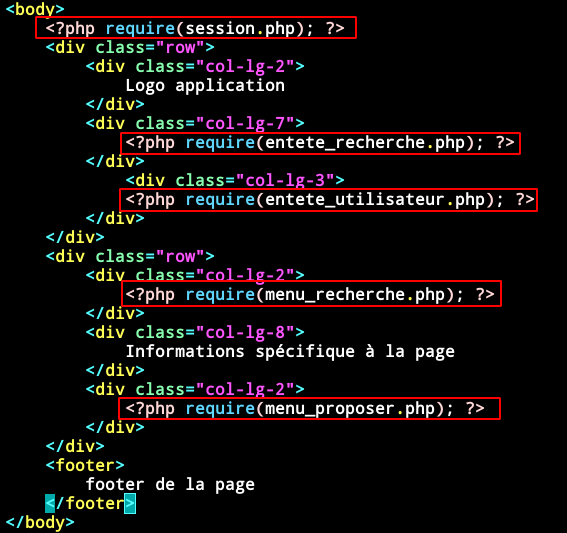 <body>
<?php require(session.php); ?>
<div class="row">
<div class="col-lg-2">
Logo application
</div>
<div class="col-lg-7">
<?php require(entete_recherche.php); ?>
</div>
<div class="col-lg-3">
<?php require(entete_utilisateur.php); ?>
</div>
</div>
<div class="row">
<div class="col-lg-2">
<?php require(menu_recherche.php); ?>
</div>
<div class="col-lg-8">
Informations spécifique à la page
</div>
<div class="col-lg-2">
<?php require(menu_proposer.php); ?>
</div>
</div>
<footer>
footer de la page
</footer>
</body>